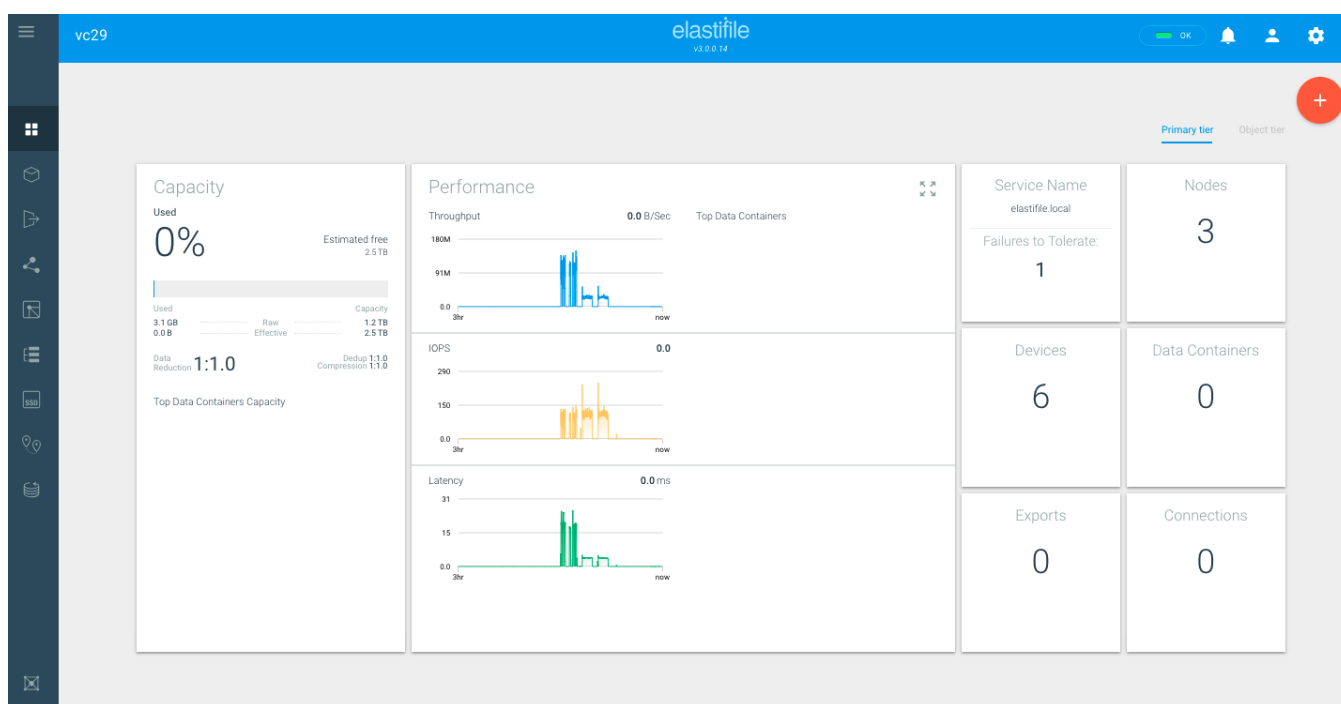 vc29
elastifile
v3.0.0.14
OK
Primary tier Object tier
Capacity
Used
0%
Estimated free
2.5 TB
Used Capacity
3.1 GB Raw 1.2 TB
0.0 B Effective 2.5 TB
Data Reduction 1:1.0
Dedup 1:1.0
Compression 1:1.0
Top Data Containers Capacity
Performance
Throughput 0.0 B/Sec Top Data Containers
180M
91M
0.0
3hr now
IOPS 0.0
290
150
0.0
3hr now
Latency 0.0 ms
31
15
0.0
3hr now
Service Name
elastifile.local
Failures to Tolerate:
1
Nodes
3
Devices
6
Data Containers
0
Exports
0
Connections
0
SSD